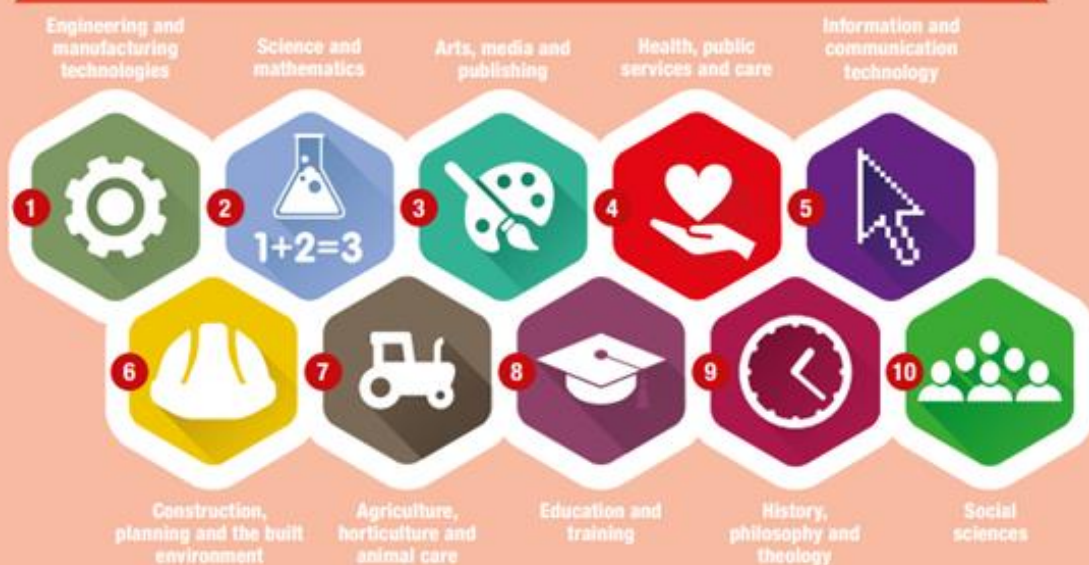 Engineering and
manufacturing
technologies
Science and
mathematics
Arts, media and
publishing
Health, public
services and care
Information and
communication
technology
1
2
1+2=3
3
4
5
6
7
8
9
10
Construction,
planning and the built
environment
Agriculture,
horticulture and
animal care
Education and
training
History,
philosophy and
theology
Social
sciences